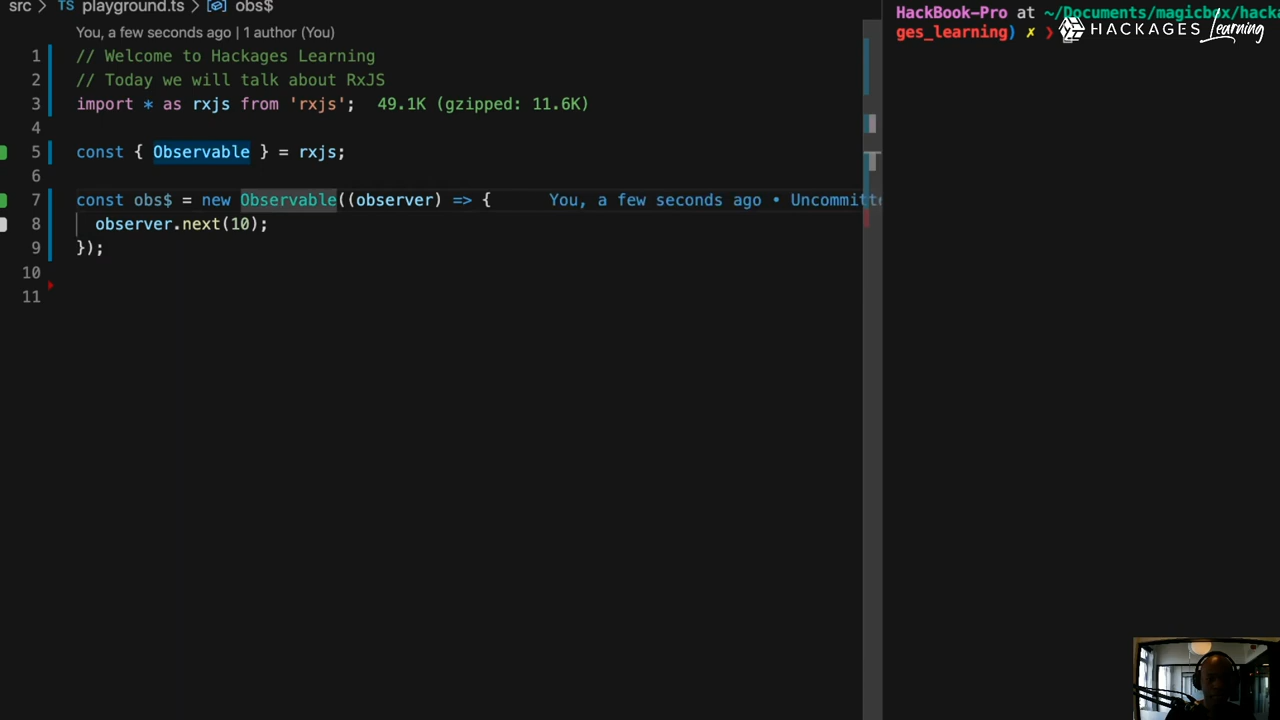 src > TS playground.ts > obs$
You, a few seconds ago | 1 author (You)
1 // Welcome to Hackages Learning
2 // Today we will talk about RxJS
3 import * as rxjs from 'rxjs'; 49.1K (gzipped: 11.6K)
4
5 const { Observable } = rxjs;
6
7 const obs$ = new Observable((observer) => { You, a few seconds ago • Uncommitte
8 observer.next(10);
9 });
10
11
HackBook-Pro at ~/Documents/magicbox/hacka
ges_learning) ✗ ❯
HACKAGES Learning